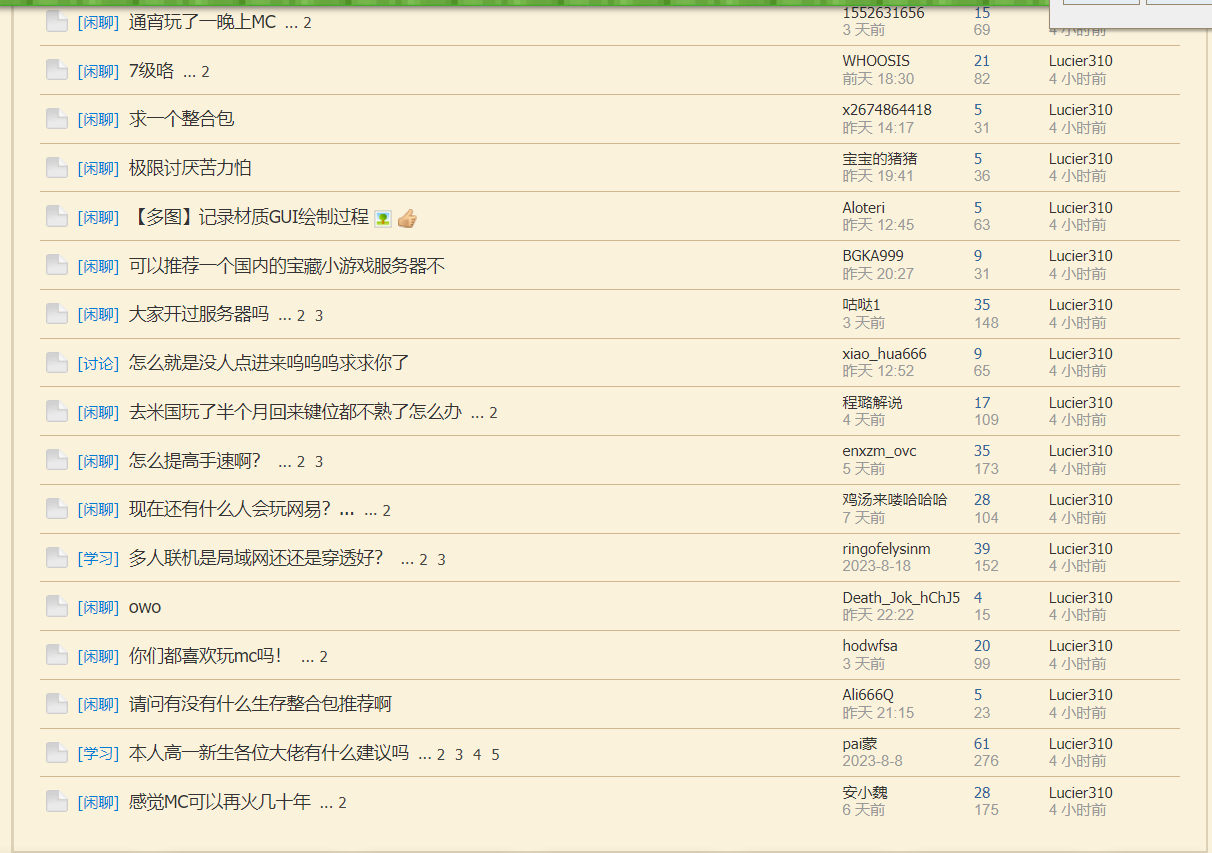 [闲聊] 通宵玩了一晚上MC ... 2 1552631656 15
3 天前 69 4 小时前
[闲聊] 7级咯 ... 2 WHOOSIS 21 Lucier310
前天 18:30 82 4 小时前
[闲聊] 求一个整合包 x2674864418 5 Lucier310
昨天 14:17 31 4 小时前
[闲聊] 极限讨厌苦力怕 宝宝的猪猪 5 Lucier310
昨天 19:41 36 4 小时前
[闲聊] 【多图】记录材质GUI绘制过程 Aloteri 5 Lucier310
昨天 12:45 63 4 小时前
[闲聊] 可以推荐一个国内的宝藏小游戏服务器不 BGKA999 9 Lucier310
昨天 20:27 31 4 小时前
[闲聊] 大家开过服务器吗 ... 2 3 咕哒1 35 Lucier310
3 天前 148 4 小时前
[讨论] 怎么就是没人点进来呜呜呜求求你了 xiao_hua666 9 Lucier310
昨天 12:52 65 4 小时前
[闲聊] 去米国玩了半个月回来键位都不熟了怎么办 ... 2 程璐解说 17 Lucier310
4 天前 109 4 小时前
[闲聊] 怎么提高手速啊？ ... 2 3 enxzm_ovc 35 Lucier310
5 天前 173 4 小时前
[闲聊] 现在还有什么人会玩网易？... ... 2 鸡汤来喽哈哈哈 28 Lucier310
7 天前 104 4 小时前
[学习] 多人联机是局域网还还是穿透好？ ... 2 3 ringofelysinm 39 Lucier310
2023-8-18 152 4 小时前
[闲聊] owo Death_Jok_hChJ5 4 Lucier310
昨天 22:22 15 4 小时前
[闲聊] 你们都喜欢玩mc吗！ ... 2 hodwfsa 20 Lucier310
3 天前 99 4 小时前
[闲聊] 请问有没有什么生存整合包推荐啊 Ali666Q 5 Lucier310
昨天 21:15 23 4 小时前
[学习] 本人高一新生各位大佬有什么建议吗 ... 2 3 4 5 pai蒙 61 Lucier310
2023-8-8 276 4 小时前
[闲聊] 感觉MC可以再火几十年 ... 2 安小魏 28 Lucier310
6 天前 175 4 小时前